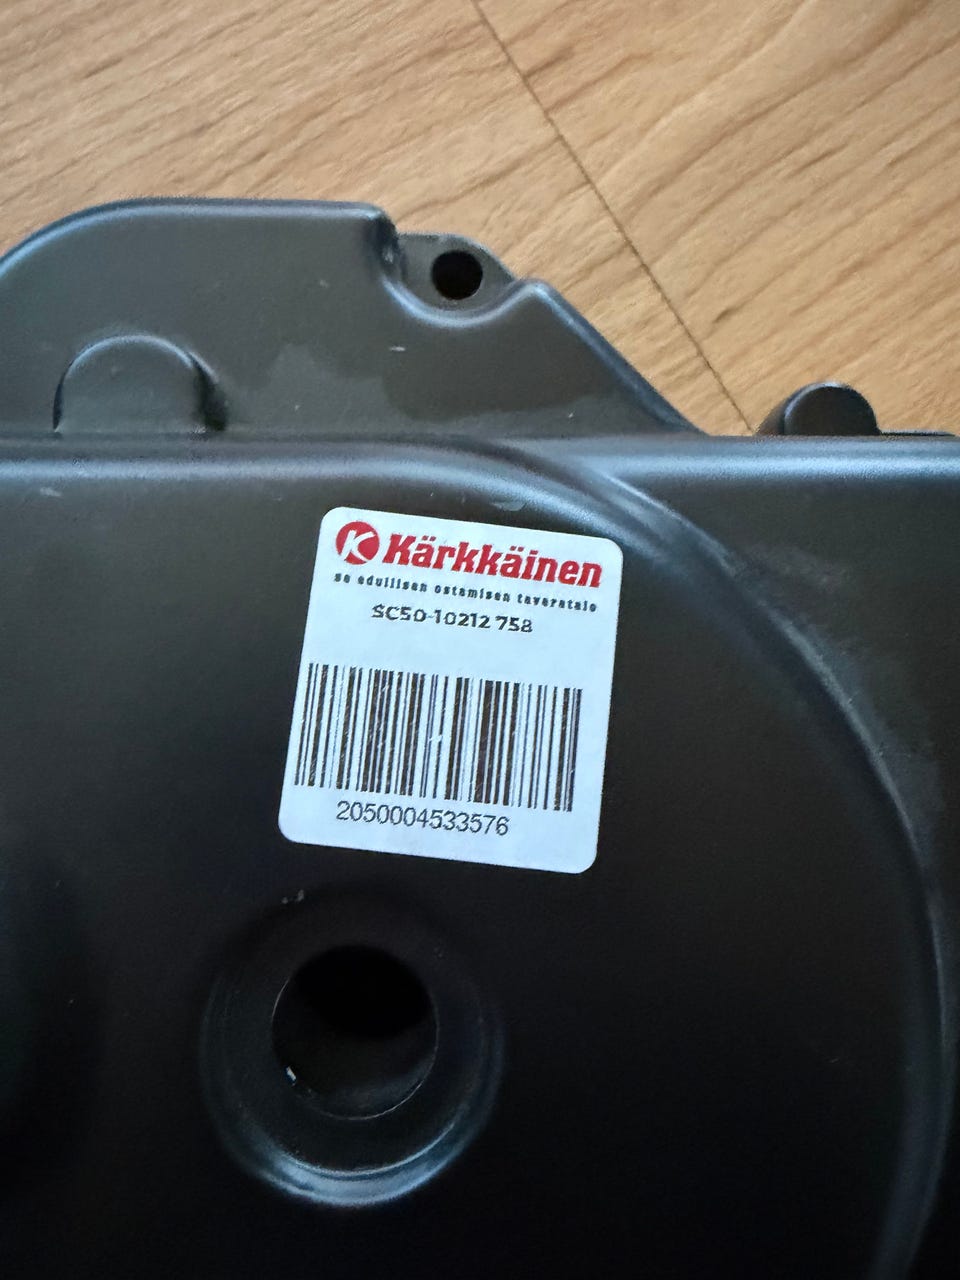 K Kärkkäinen
se edullisen ostamisen tavaratalo
SC50-10212 758
2050004533576